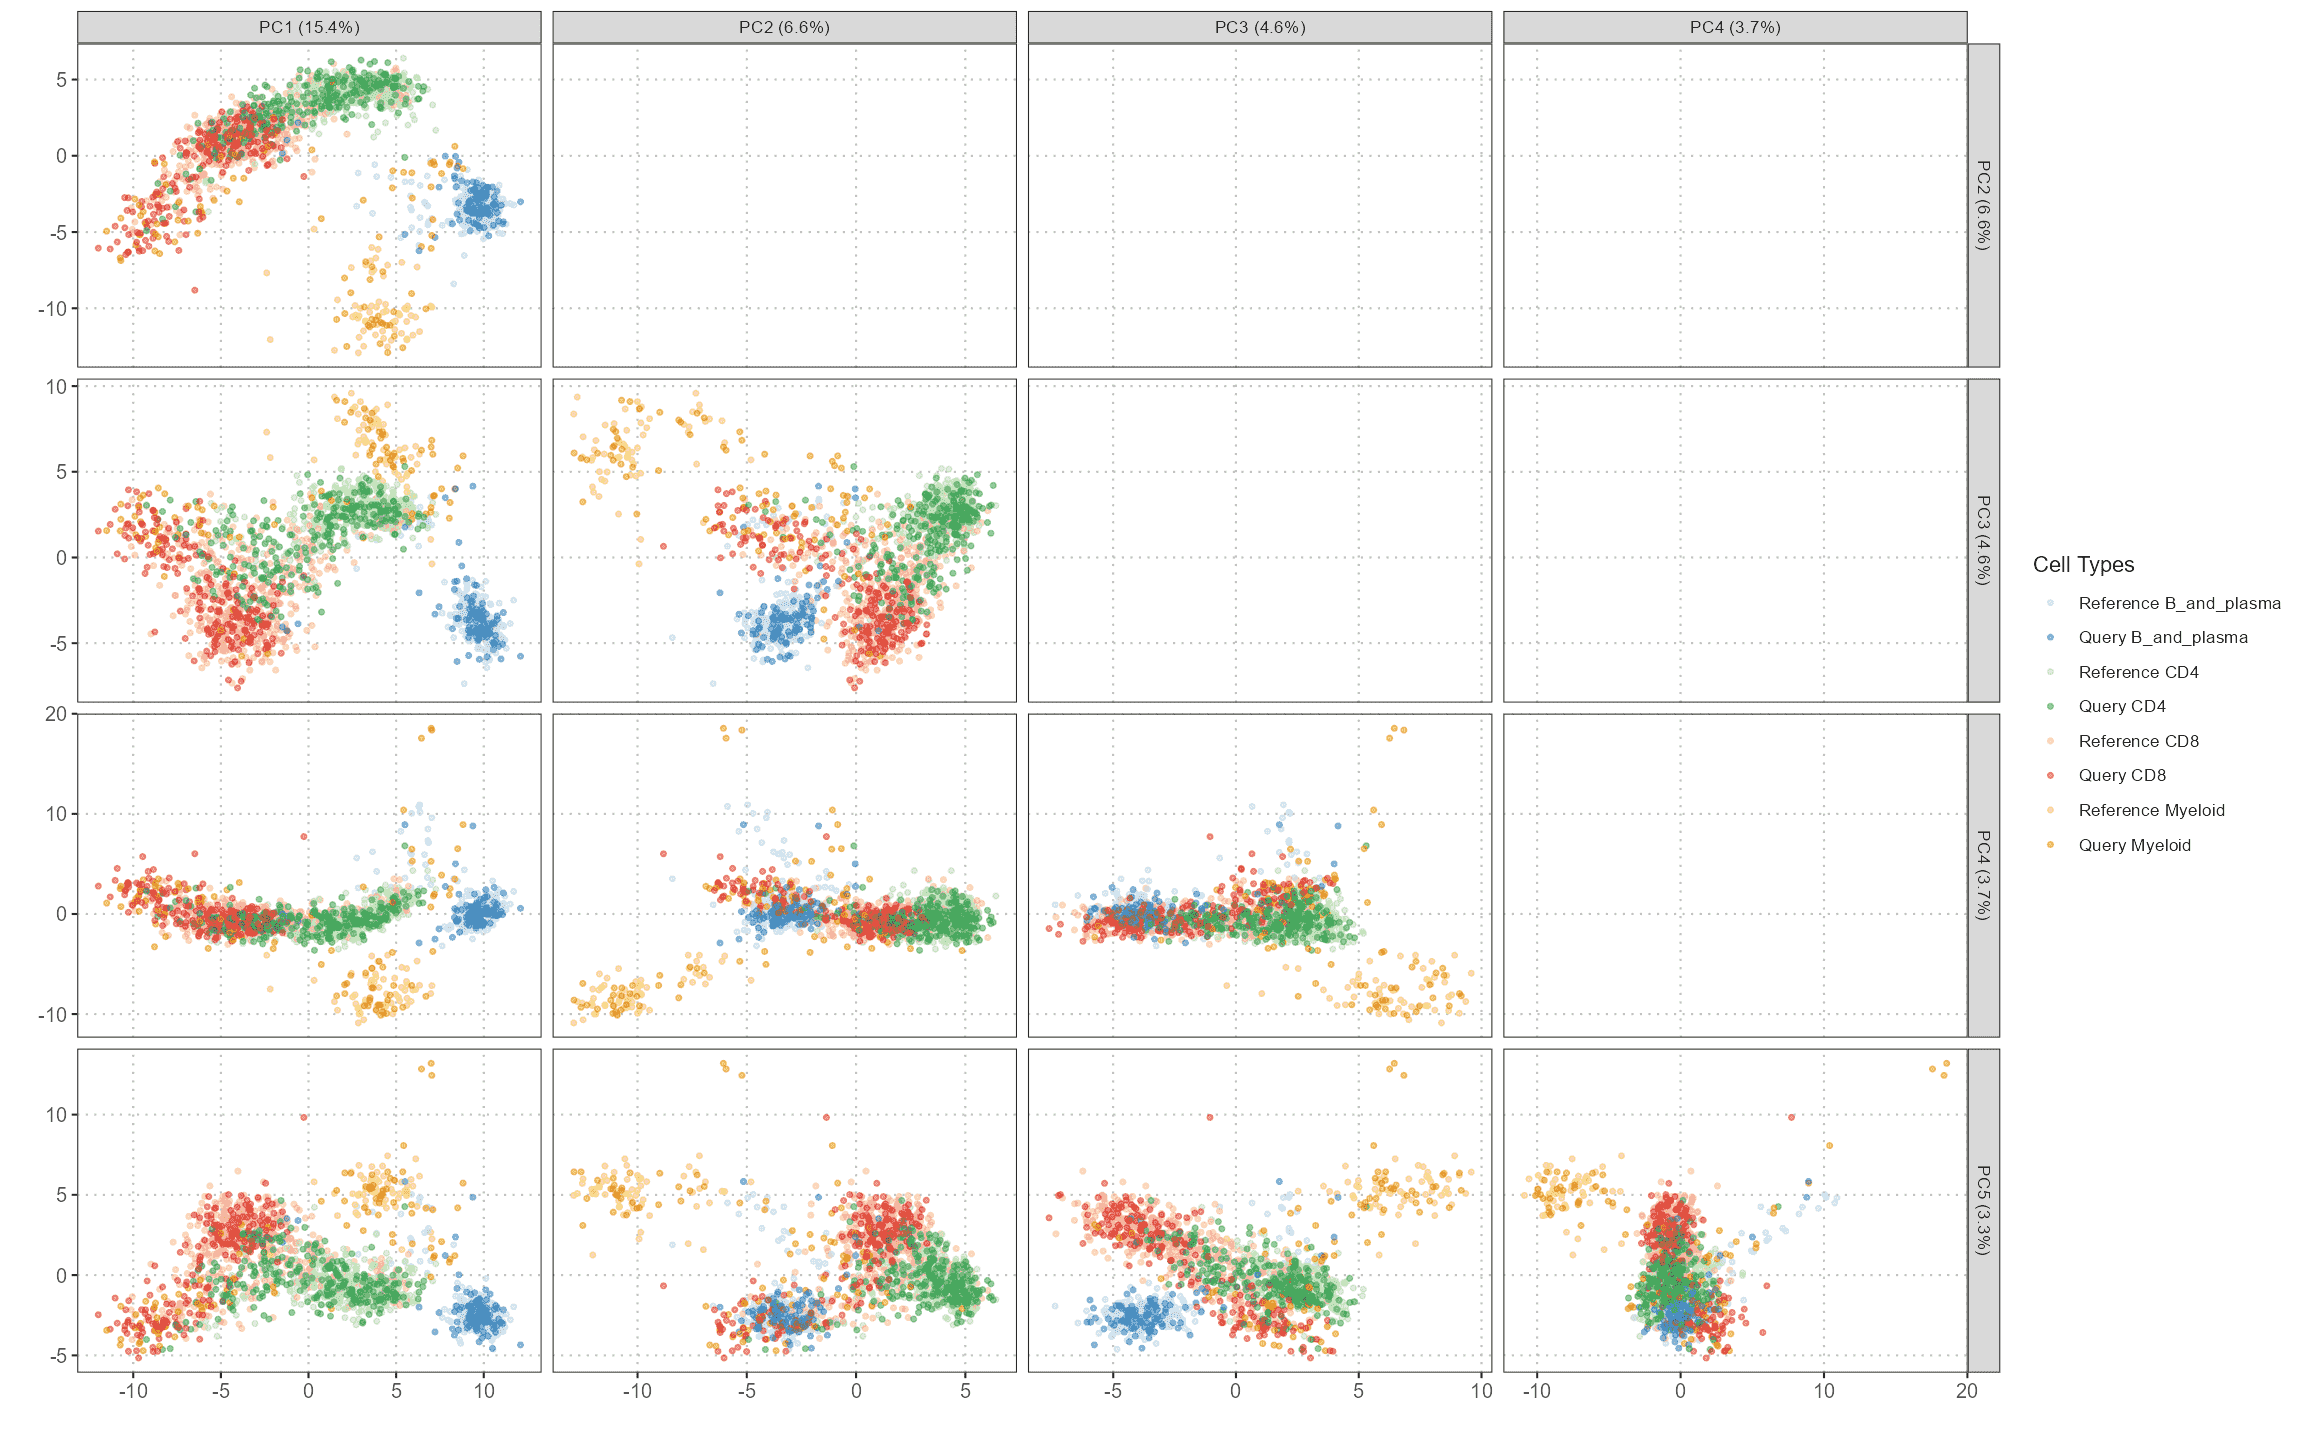 PC1 (15.4%) PC2 (6.6%) PC3 (4.6%) PC4 (3.7%)
5
0
-5
-10
PC2 (6.6%)
10
5
0
-5
PC3 (4.6%)
20
10
0
-10
PC4 (3.7%)
10
5
0
-5
PC5 (3.3%)
-10 -5 0 5 10 -10 -5 0 5 -5 0 5 10 -10 0 10 20
Cell Types
Reference B_and_plasma
Query B_and_plasma
Reference CD4
Query CD4
Reference CD8
Query CD8
Reference Myeloid
Query Myeloid